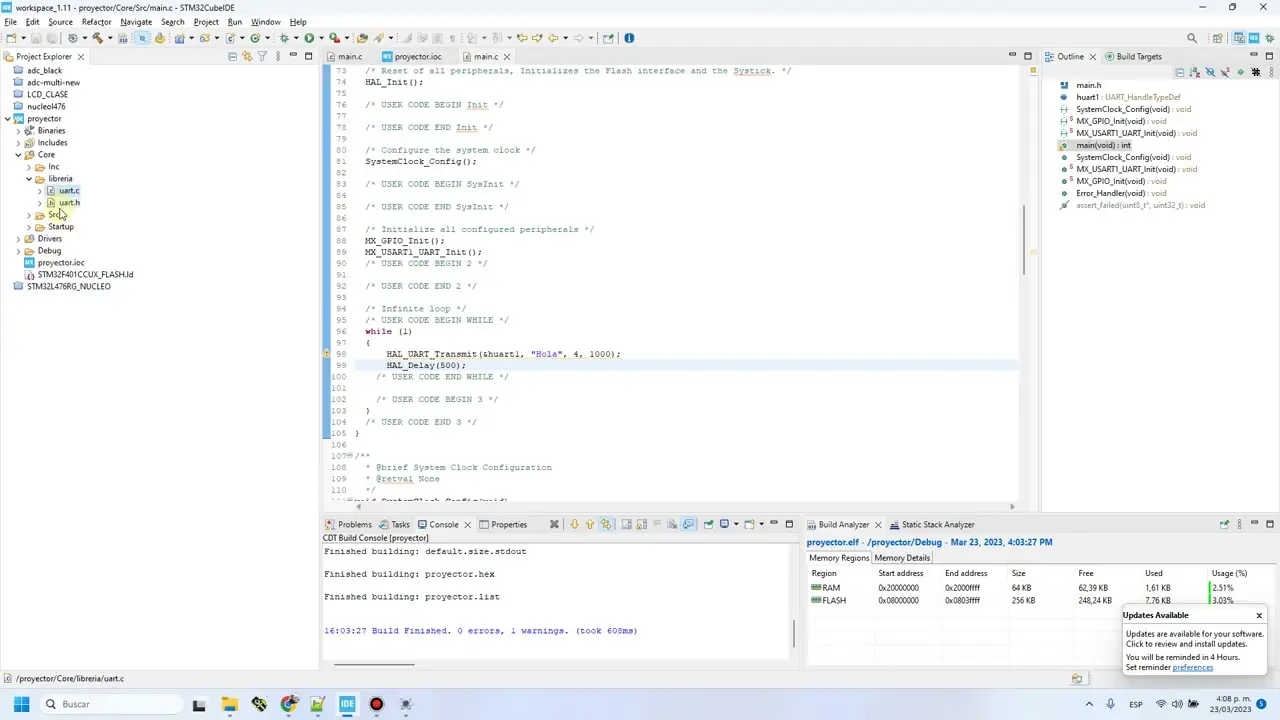 workspace_1.11 - proyector/Core/Src/main.c - STM32CubeIDE
File Edit Source Refactor Navigate Search Project Run Window Help
Project Explorer
adc_black
adc-multi-new
LCD_CLASE
nucleol476
proyector
Binaries
Includes
Core
Inc
libreria
uart.c
uart.h
Startup
Drivers
Debug
proyector.ioc
STM32F401CCUX_FLASH.ld
STM32L476RG_NUCLEO
main.c
proyector.ioc
main.c
73 /* Reset of all peripherals, Initializes the Flash interface and the Systick. */
74 HAL_Init();
75
76 /* USER CODE BEGIN Init */
77
78 /* USER CODE END Init */
79
80 /* Configure the system clock */
81 SystemClock_Config();
82
83 /* USER CODE BEGIN SysInit */
84
85 /* USER CODE END SysInit */
86
87 /* Initialize all configured peripherals */
88 MX_GPIO_Init();
89 MX_USART1_UART_Init();
90 /* USER CODE BEGIN 2 */
91
92 /* USER CODE END 2 */
93
94 /* Infinite loop */
95 /* USER CODE BEGIN WHILE */
96 while (1)
97 {
98 HAL_UART_Transmit(&huart1, "Hola", 4, 1000);
99 HAL_Delay(500);
100 /* USER CODE END WHILE */
101
102 /* USER CODE BEGIN 3 */
103 }
104 /* USER CODE END 3 */
105 }
106
107 /**
108 * @brief System Clock Configuration
109 * @retval None
110 */
void SystemClock_Config(void)
Outline Build Targets
main.h
huart1 : UART_HandleTypeDef
SystemClock_Config(void) : void
MX_GPIO_Init(void) : void
MX_USART1_UART_Init(void) : void
main(void) : int
SystemClock_Config(void) : void
MX_USART1_UART_Init(void) : void
MX_GPIO_Init(void) : void
Error_Handler(void) : void
assert_failed(uint8_t*, uint32_t) : void
Problems Tasks Console Properties
CDT Build Console [proyector]
Finished building: default.size.stdout
Finished building: proyector.hex
Finished building: proyector.list
16:03:27 Build Finished. 0 errors, 1 warnings. (took 608ms)
Build Analyzer Static Stack Analyzer
proyector.elf - /proyector/Debug - Mar 23, 2023, 4:03:27 PM
Memory Regions Memory Details
Region Start address End address Size Free Used Usage (%)
RAM 0x20000000 0x2000ffff 64 KB 62,39 KB 1,61 KB 2.51%
FLASH 0x08000000 0x0803ffff 256 KB 248,24 KB 7,76 KB 3.03%
Updates Available
Updates are available for your software.
Click to review and install updates.
You will be reminded in 4 Hours.
Set reminder preferences
/proyector/Core/libreria/uart.c
Buscar
IDE
ESP
4:08 p. m.
23/03/2023